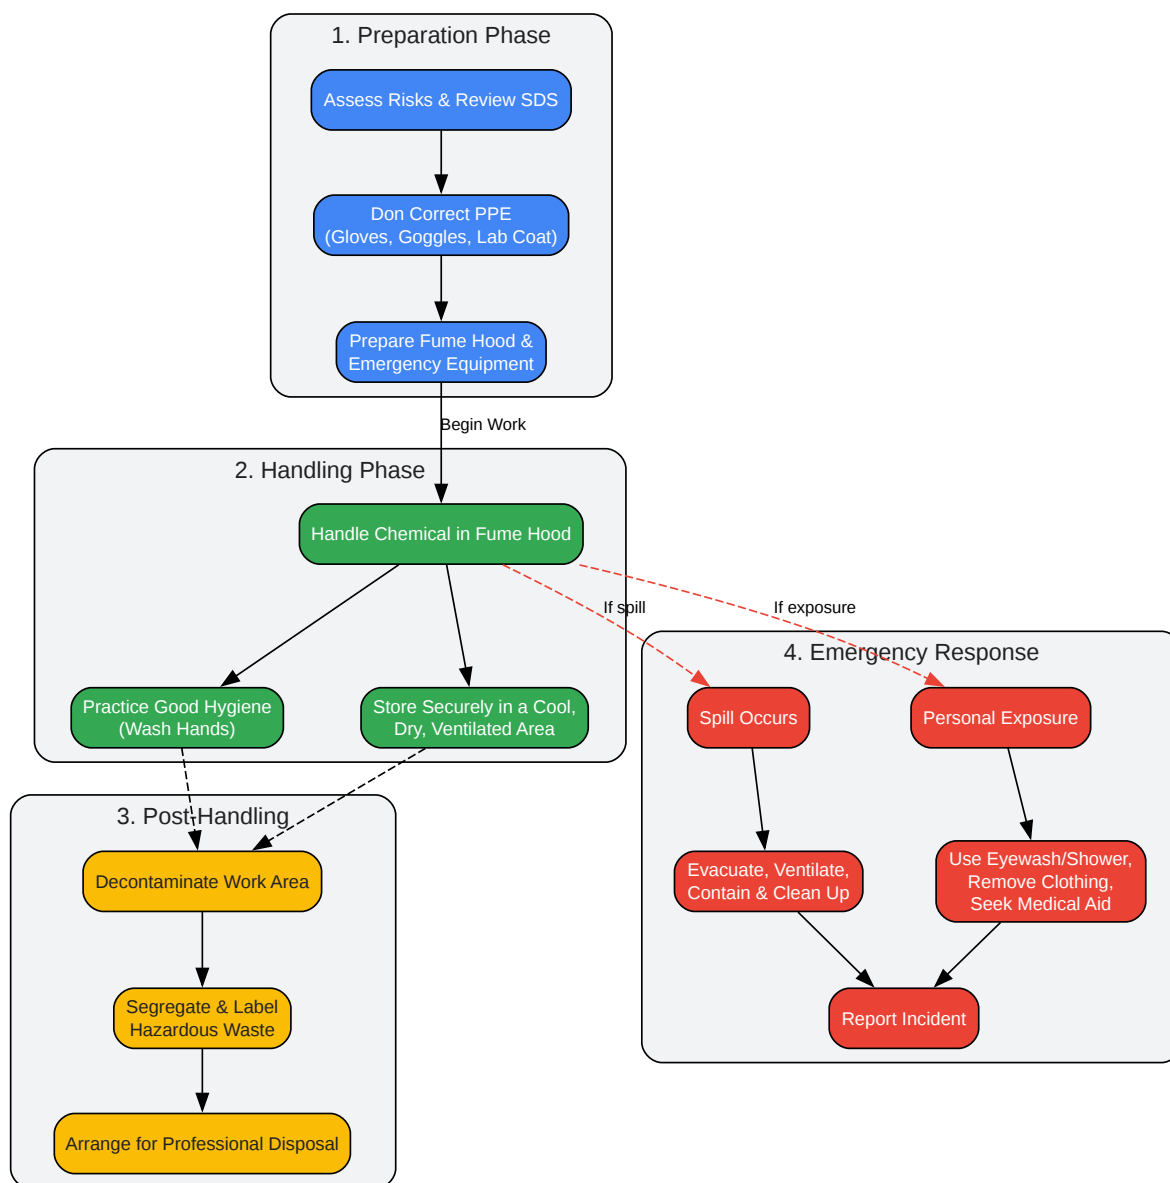 1. Preparation Phase
Assess Risks & Review SDS
Don Correct PPE
(Gloves, Goggles, Lab Coat)
Prepare Fume Hood &
Emergency Equipment
Begin Work
2. Handling Phase
Handle Chemical in Fume Hood
If spill
If exposure
Practice Good Hygiene
(Wash Hands)
Store Securely in a Cool,
Dry, Ventilated Area
3. Post-Handling
Decontaminate Work Area
Segregate & Label
Hazardous Waste
Arrange for Professional Disposal
4. Emergency Response
Spill Occurs
Personal Exposure
Evacuate, Ventilate,
Contain & Clean Up
Use Eyewash/Shower,
Remove Clothing,
Seek Medical Aid
Report Incident